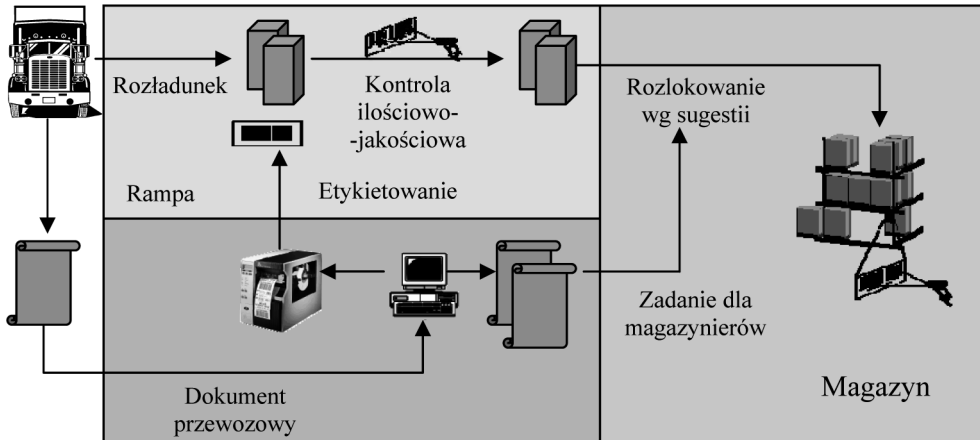 Rozładunek
Kontrola
ilościowo-
-jakościowa
Rozlokowanie
wg sugestii
Rampa
Etykietowanie
Zadanie dla
magazynierów
Magazyn
Dokument
przewozowy